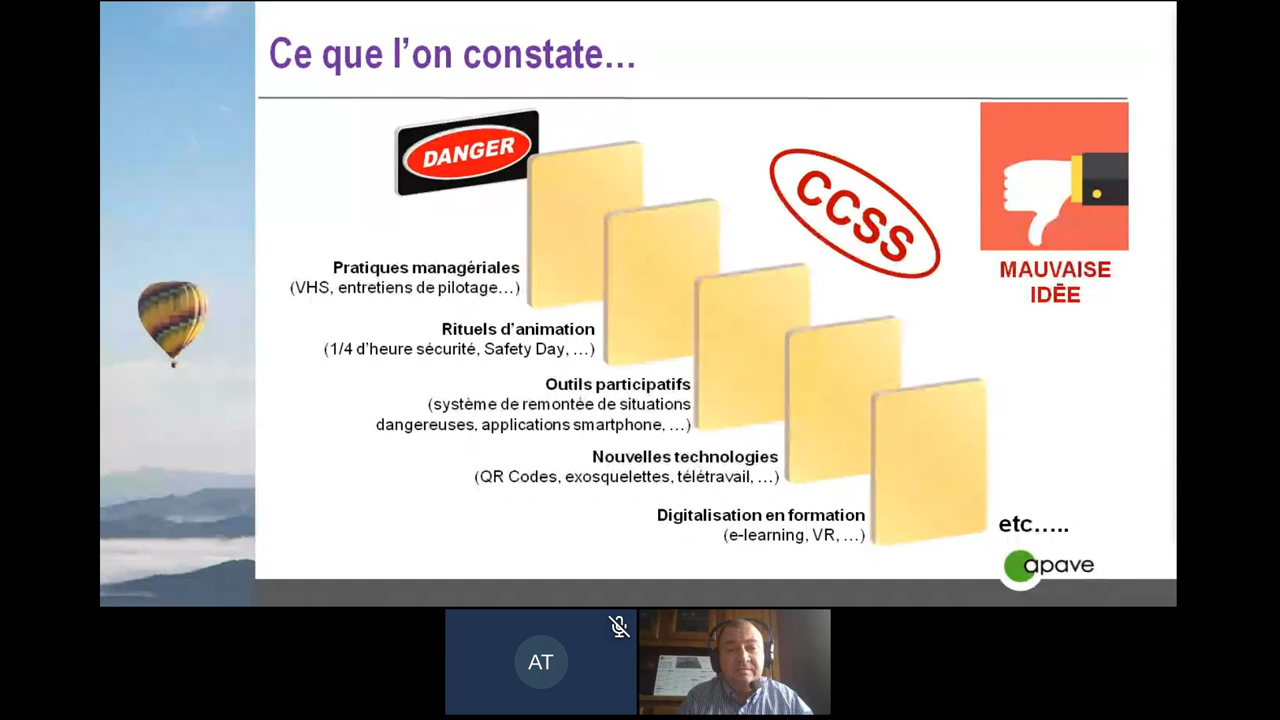 Ce que l'on constate...
DANGER
CCSS
MAUVAISE
IDĒE
Pratiques managériales
(VHS, entretiens de pilotage...)
Rituels d'animation
(1/4 d'heure sécurité, Safety Day, ...)
Outils participatifs
(système de remontée de situations
dangereuses, applications smartphone, ...)
Nouvelles technologies
(QR Codes, exosquelettes, télétravail, ...)
Digitalisation en formation
(e-learning, VR, ...)
etc.....
apave
AT